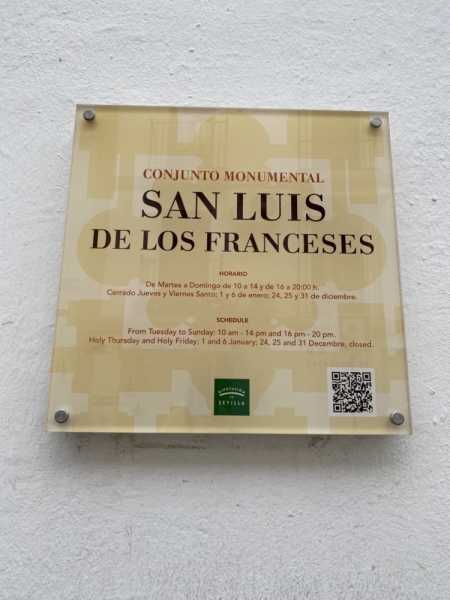 CONJUNTO MONUMENTAL
SAN LUIS
DE LOS FRANCESES
HORARIO
De Martes a Domingo de 10 a 14 y de 16 a 20:00 h.
Cerrado Jueves y Viernes Santo; 1 y 6 de enero; 24, 25 y 31 de diciembre.
SCHEDULE
From Tuesday to Sunday: 10 am - 14 pm and 16 pm - 20 pm.
Holy Thursday and Holy Friday; 1 and 6 January; 24, 25 and 31 Decembre, closed.
DIPUTACIÓN
DE
SEVILLA